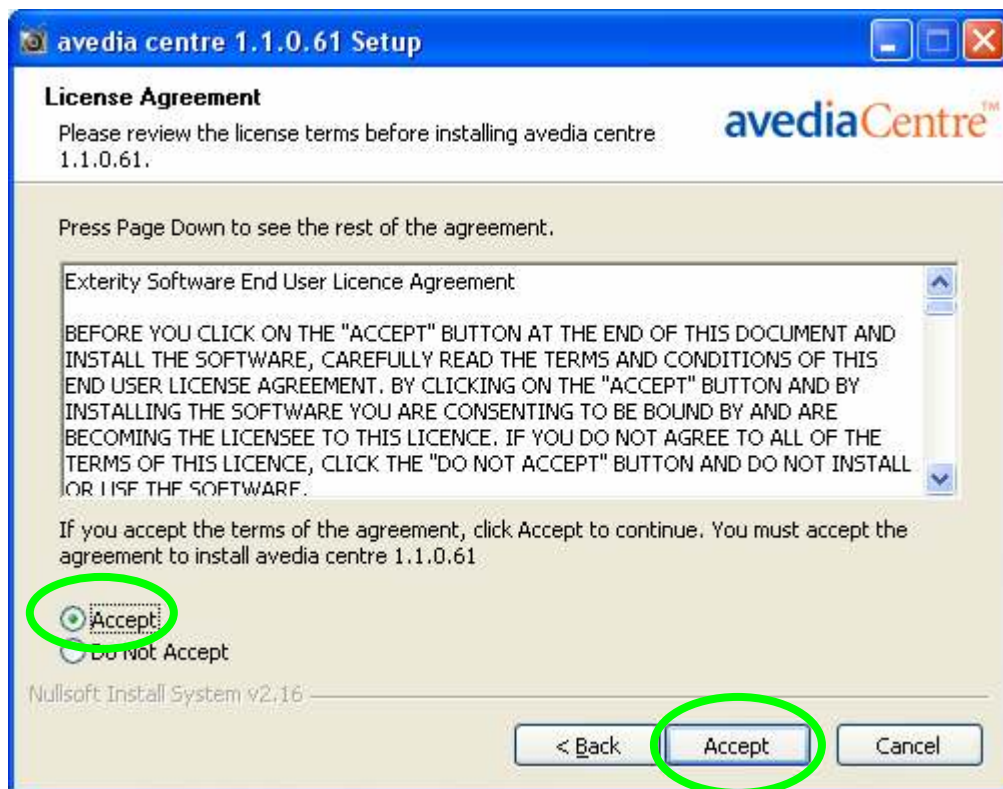 avedia centre 1.1.0.61 Setup
License Agreement
Please review the license terms before installing avedia centre
1.1.0.61.
avediaCentre™
Press Page Down to see the rest of the agreement.
Exterity Software End User Licence Agreement
BEFORE YOU CLICK ON THE "ACCEPT" BUTTON AT THE END OF THIS DOCUMENT AND
INSTALL THE SOFTWARE, CAREFULLY READ THE TERMS AND CONDITIONS OF THIS
END USER LICENSE AGREEMENT. BY CLICKING ON THE "ACCEPT" BUTTON AND BY
INSTALLING THE SOFTWARE YOU ARE CONSENTING TO BE BOUND BY AND ARE
BECOMING THE LICENSEE TO THIS LICENCE. IF YOU DO NOT AGREE TO ALL OF THE
TERMS OF THIS LICENCE, CLICK THE "DO NOT ACCEPT" BUTTON AND DO NOT INSTALL
OR USE THE SOFTWARE.
If you accept the terms of the agreement, click Accept to continue. You must accept the
agreement to install avedia centre 1.1.0.61
Accept
Do Not Accept
Nullsoft Install System v2.16
< Back
Accept
Cancel